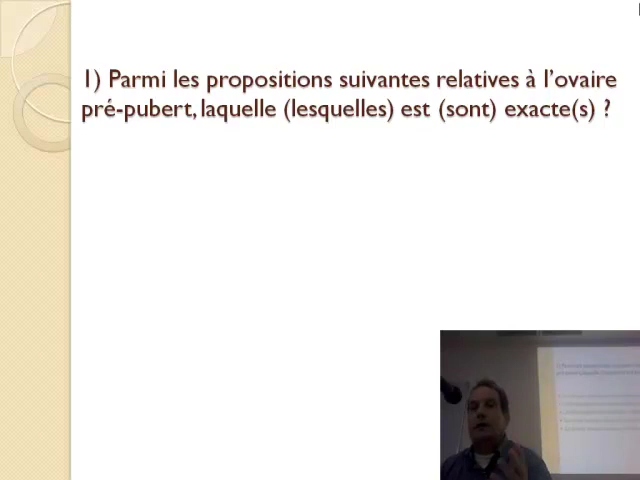 1) Parmi les propositions suivantes relatives à l'ovaire
pré-pubert, laquelle (lesquelles) est (sont) exacte(s) ?